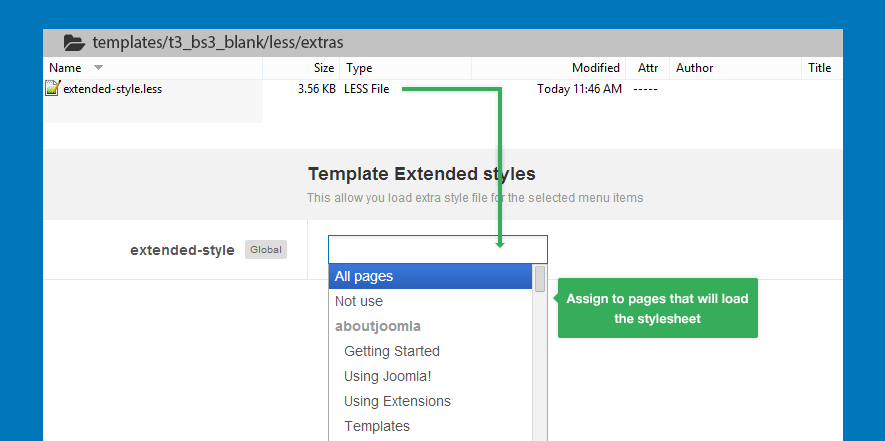 templates/t3_bs3_blank/less/extras
Name Size Type Modified Attr Author Title
extended-style.less 3.56 KB LESS File Today 11:46 AM -----
Template Extended styles
This allow you load extra style file for the selected menu items
extended-style Global
All pages
Not use
aboutjoomla
Getting Started
Using Joomla!
Using Extensions
Templates
Assign to pages that will load
the stylesheet